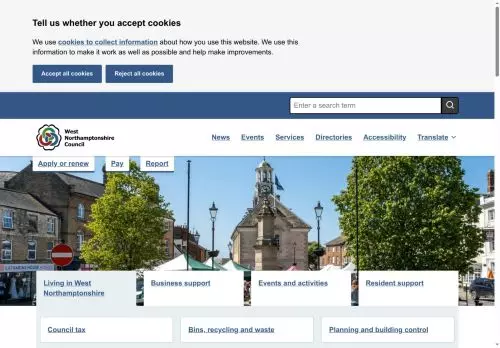 Tell us whether you accept cookies
We use cookies to collect information about how you use this website. We use this
information to make it work as well as possible and help make improvements.
Accept all cookies
Reject all cookies
Enter a search term
West
Northamptonshire
Council
News
Events
Services
Directories
Accessibility
Translate
Apply or renew
Pay
Report
Living in West
Northamptonshire
Business support
Events and activities
Resident support
Council tax
Bins, recycling and waste
Planning and building control